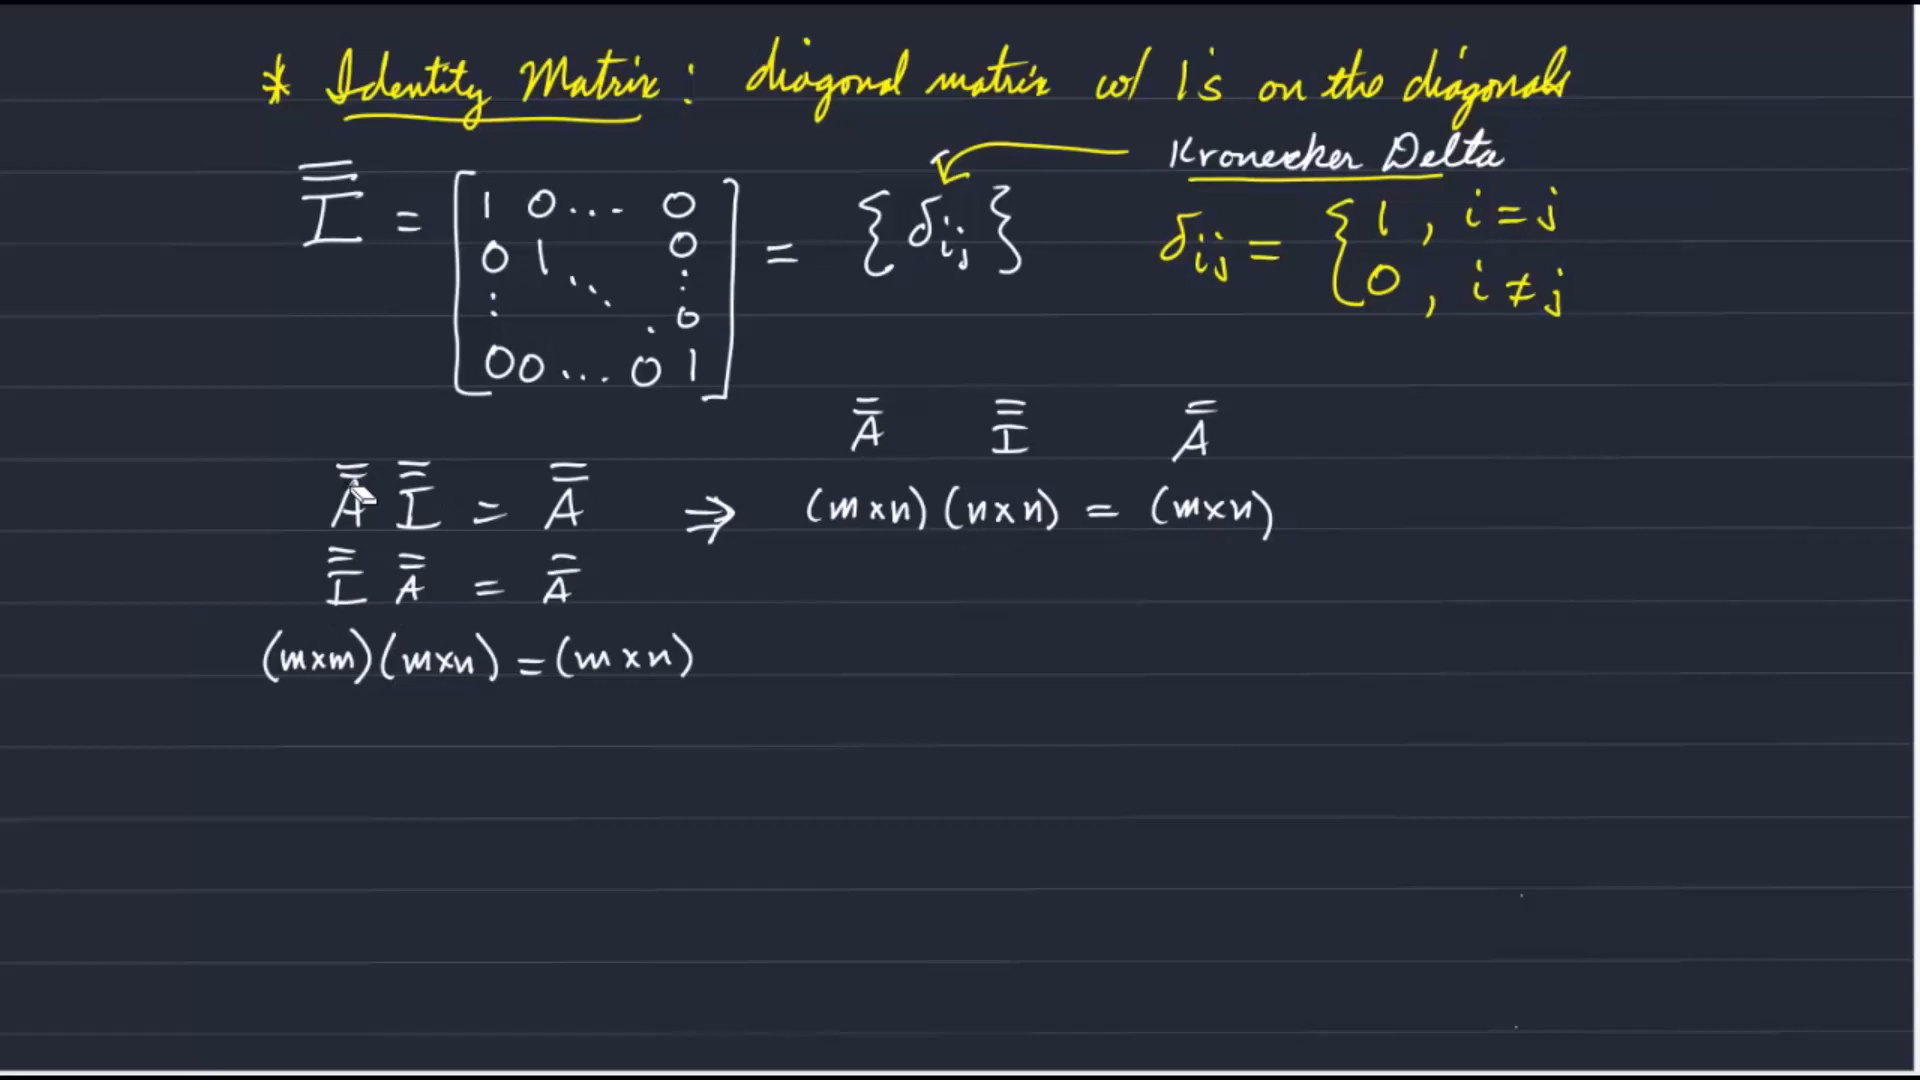 * Identity Matrix: diagonal matrix w/ 1's on the diagonals
Kronecker Delta
I̿ = [1 0 ... 0
0 1 ⋱ 0
⋮ ⋱ 0
0 0 ... 0 1] = {δij}
δij = { 1, i = j
0, i ≠ j
A̿ I̿ A̿
A̿ I̿ = A̿ ⇒ (m×n)(n×n) = (m×n)
I̿ A̿ = A̿
(m×m)(m×n) = (m×n)